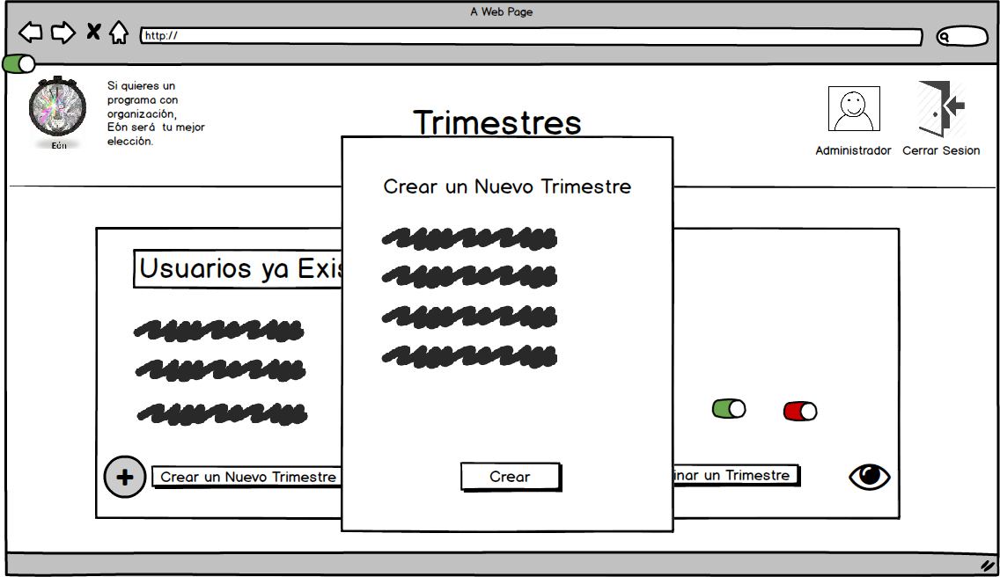 A Web Page
http://
Si quieres un
programa con
organización,
Eón será tu mejor
elección.
Eón
Trimestres
Administrador
Cerrar Sesion
Crear un Nuevo Trimestre
Usuarios ya Exis
Crear un Nuevo Trimestre
Crear
inar un Trimestre